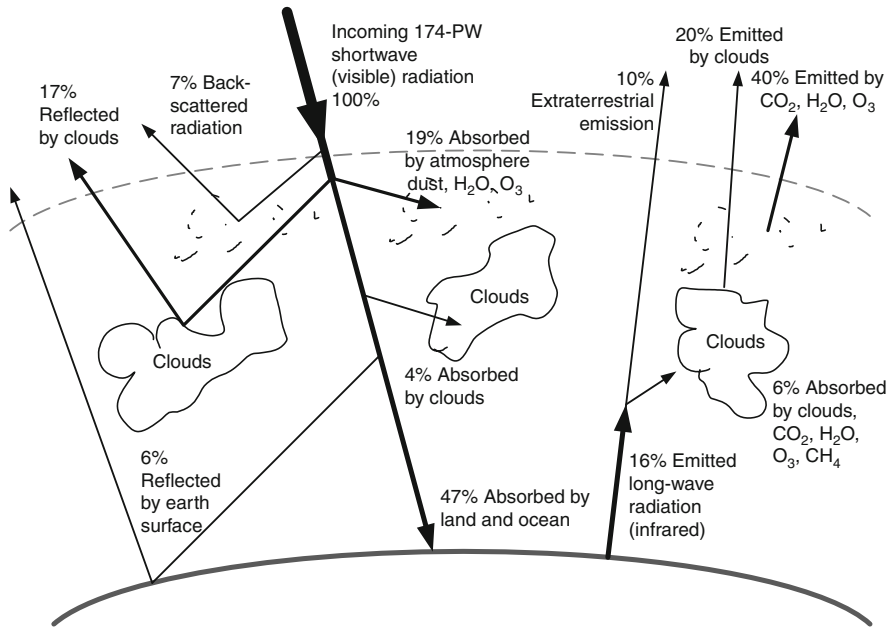 Incoming 174-PW
shortwave
(visible) radiation
100%
17%
Reflected
by clouds
7% Back-
scattered
radiation
19% Absorbed
by atmosphere
dust, H₂O, O₃
10%
Extraterrestrial
emission
20% Emitted
by clouds
40% Emitted by
CO₂, H₂O, O₃
Clouds
Clouds
Clouds
4% Absorbed
by clouds
6% Absorbed
by clouds,
CO₂, H₂O,
O₃, CH₄
6%
Reflected
by earth
surface
47% Absorbed by
land and ocean
16% Emitted
long-wave
radiation
(infrared)